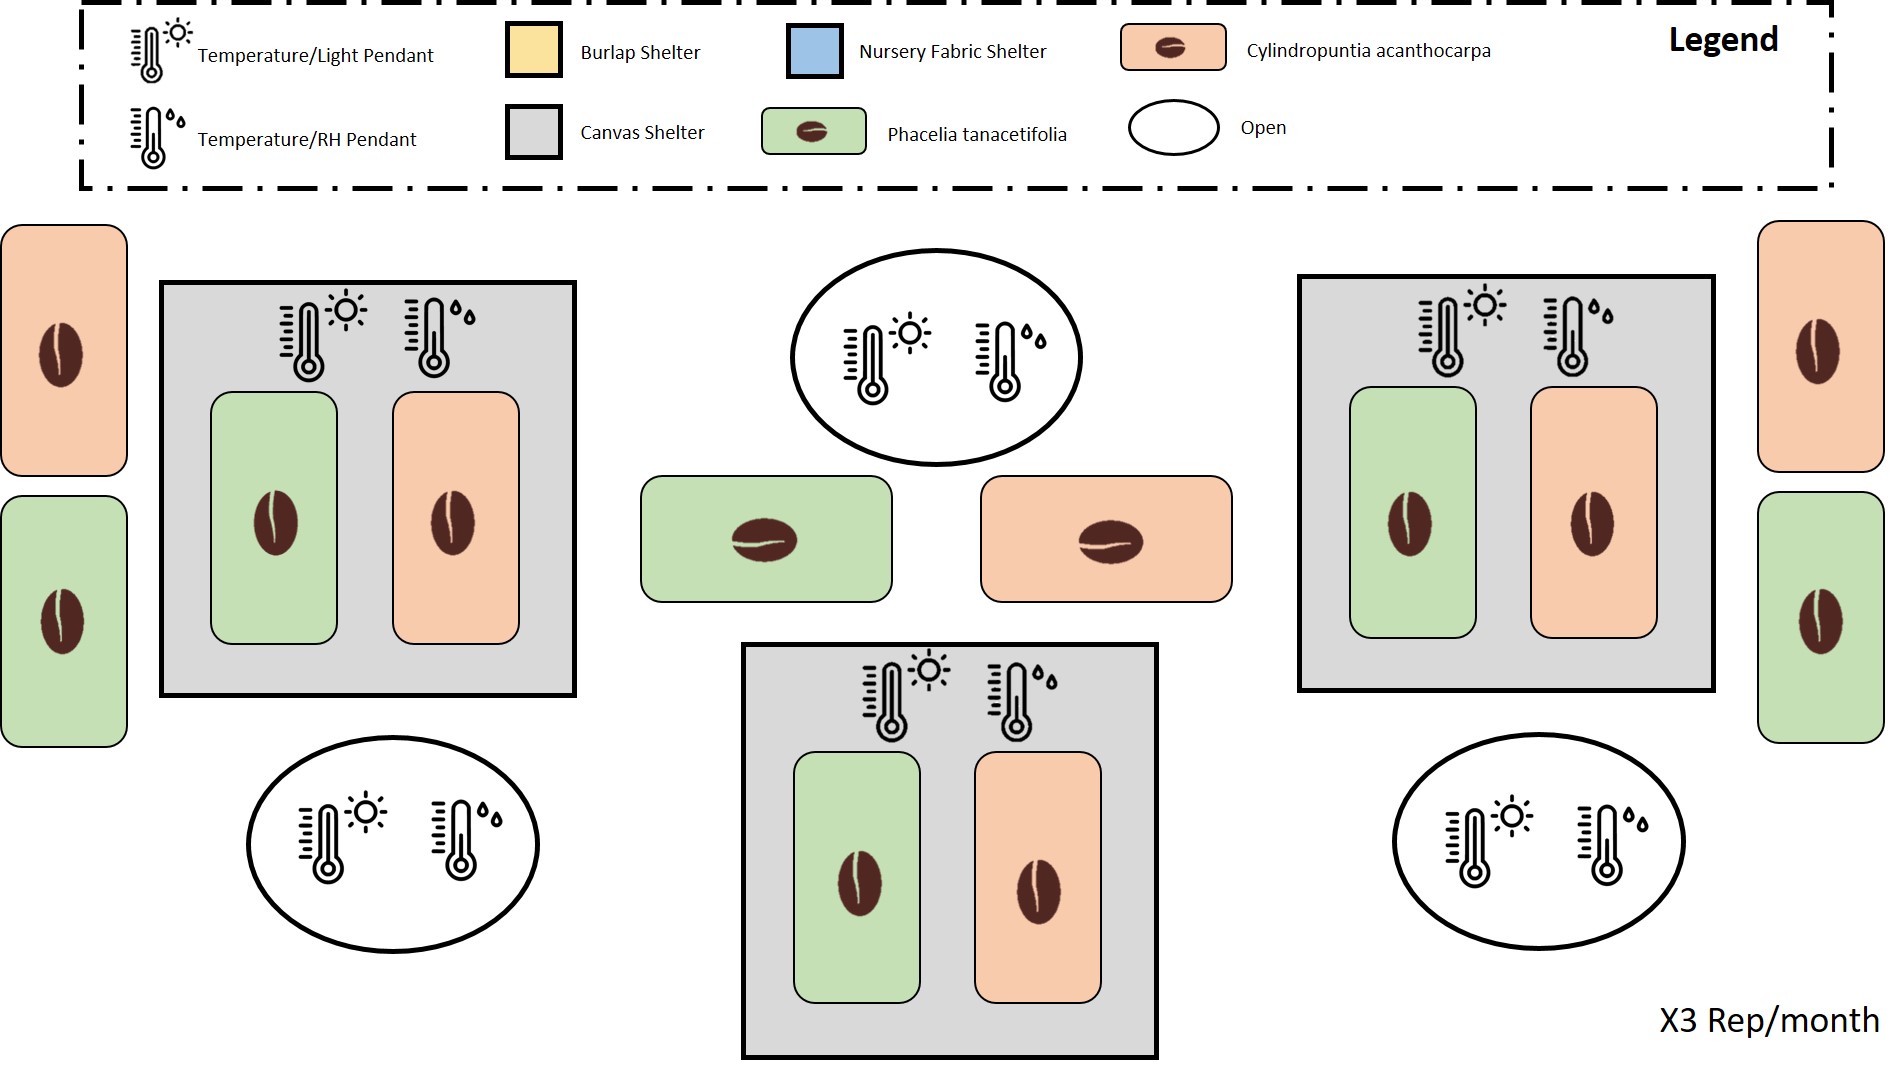 Legend
Temperature/Light Pendant
Burlap Shelter
Nursery Fabric Shelter
Cylindropuntia acanthocarpa
Temperature/RH Pendant
Canvas Shelter
Phacelia tanacetifolia
Open
X3 Rep/month